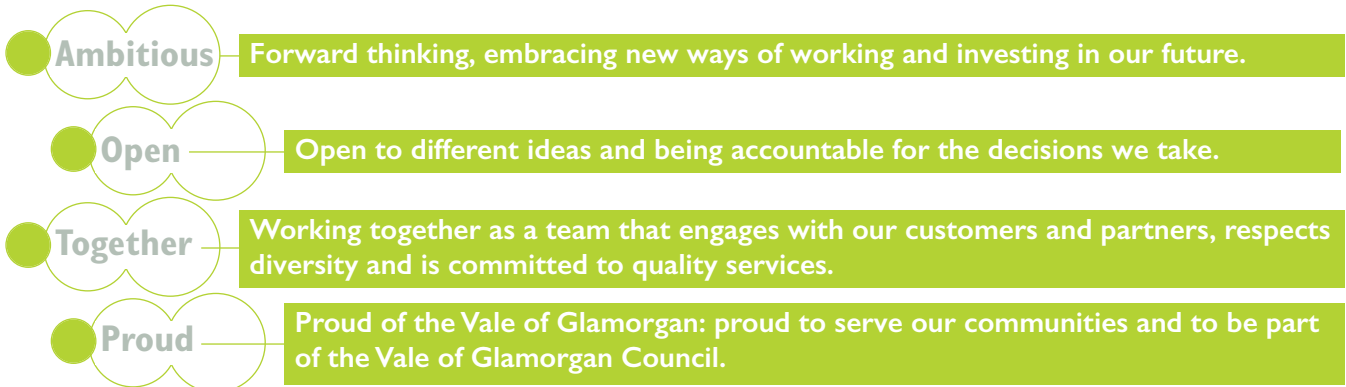 Ambitious
Forward thinking, embracing new ways of working and investing in our future.
Open
Open to different ideas and being accountable for the decisions we take.
Together
Working together as a team that engages with our customers and partners, respects
diversity and is committed to quality services.
Proud
Proud of the Vale of Glamorgan: proud to serve our communities and to be part
of the Vale of Glamorgan Council.